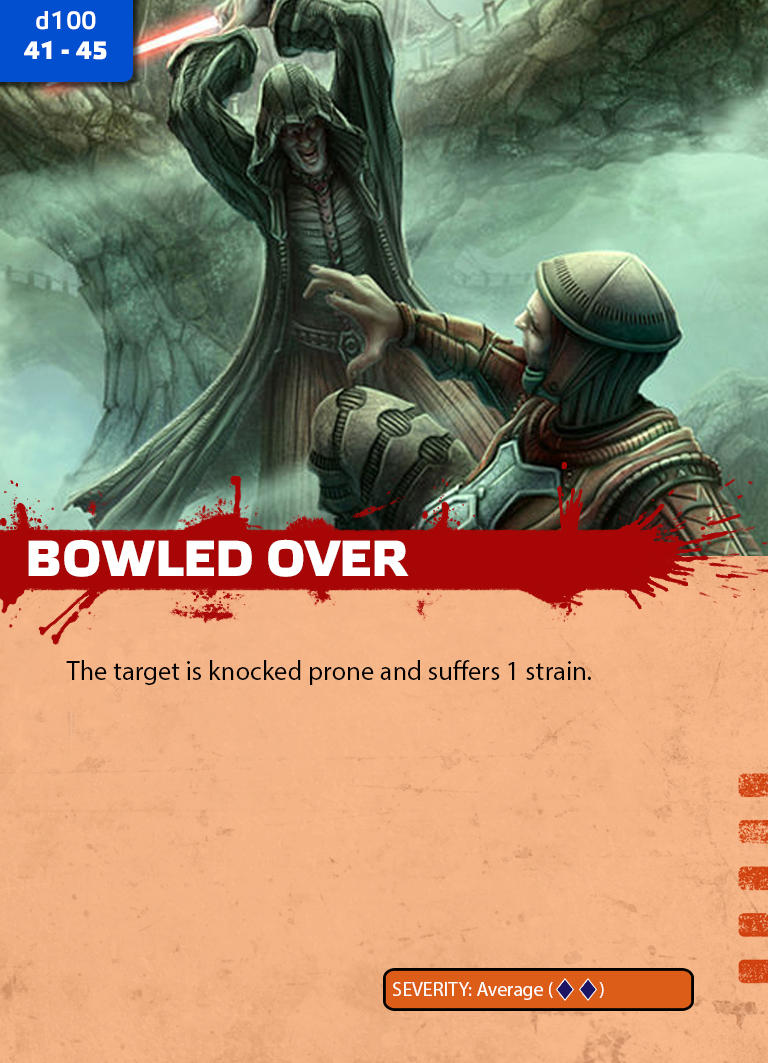 d100
41 - 45
BOWLED OVER
The target is knocked prone and suffers 1 strain.
SEVERITY: Average (♦ ♦)